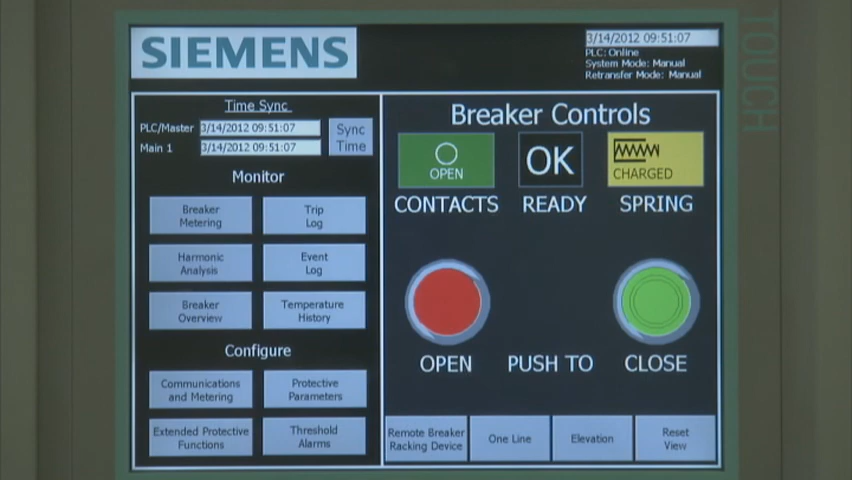 SIEMENS
3/14/2012 09:51:07
PLC: Online
System Mode: Manual
Retransfer Mode: Manual
TOUCH
Time Sync
PLC/Master 3/14/2012 09:51:07
Main 1 3/14/2012 09:51:07
Sync
Time
Monitor
Breaker
Metering
Trip
Log
Harmonic
Analysis
Event
Log
Breaker
Overview
Temperature
History
Configure
Communications
and Metering
Protective
Parameters
Extended Protective
Functions
Threshold
Alarms
Breaker Controls
OPEN
OK
CHARGED
CONTACTS READY SPRING
OPEN PUSH TO CLOSE
Remote Breaker
Racking Device
One Line
Elevation
Reset
View